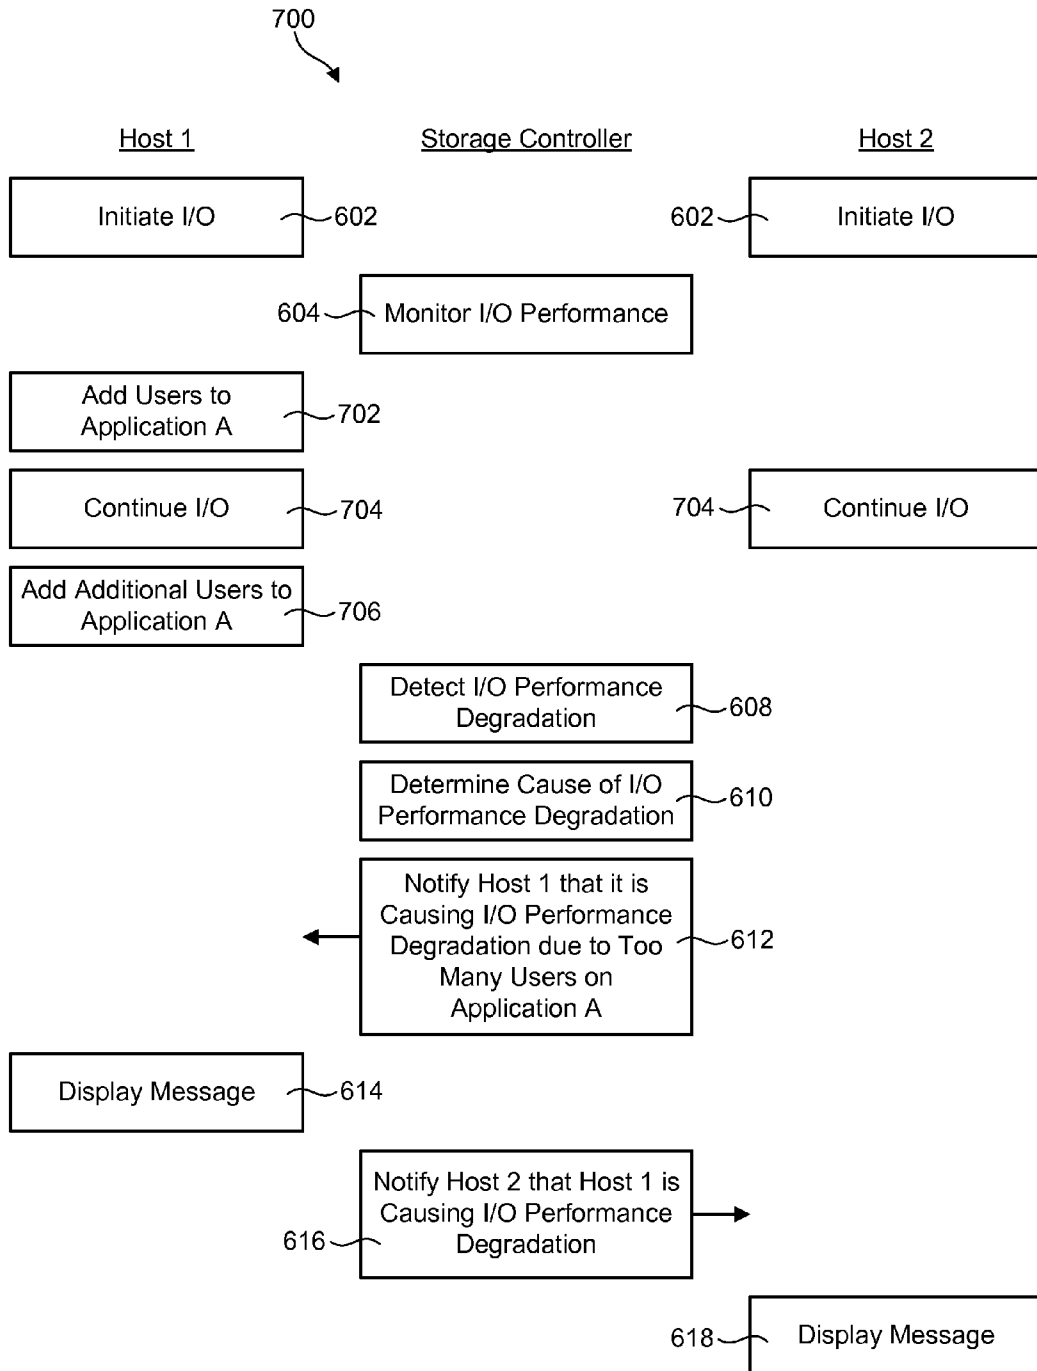 700
Host 1
Storage Controller
Host 2
Initiate I/O
602
602
Initiate I/O
604
Monitor I/O Performance
Add Users to
Application A
702
Continue I/O
704
704
Continue I/O
Add Additional Users to
Application A
706
Detect I/O Performance
Degradation
608
Determine Cause of I/O
Performance Degradation
610
Notify Host 1 that it is
Causing I/O Performance
Degradation due to Too
Many Users on
Application A
612
Display Message
614
Notify Host 2 that Host 1 is
Causing I/O Performance
Degradation
616
618
Display Message